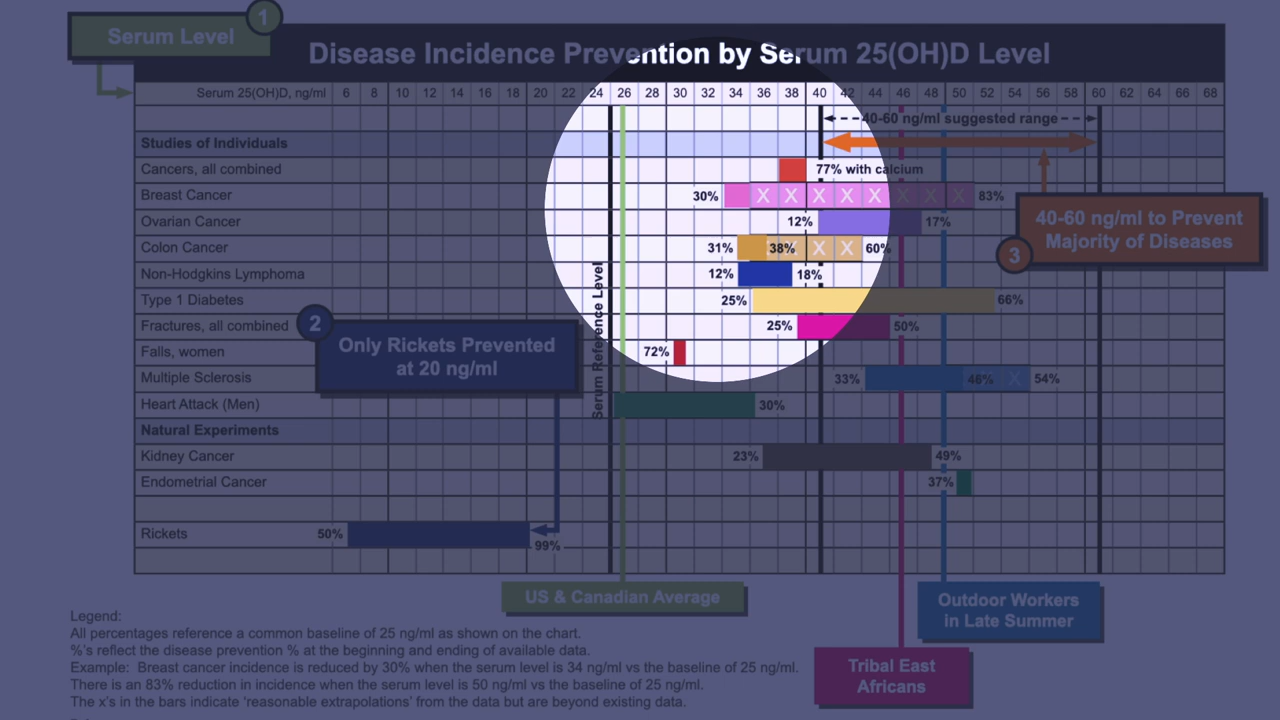 1
Serum Level
Disease Incidence Prevention by Serum 25(OH)D Level
Serum 25(OH)D, ng/ml 6 8 10 12 14 16 18 20 22 24 26 28 30 32 34 36 38 40 42 44 46 48 50 52 54 56 58 60 62 64 66 68
40-60 ng/ml suggested range
Studies of Individuals
Cancers, all combined 77% with calcium
Breast Cancer 30% X X X X X X X X 83%
Ovarian Cancer 12% 17%
Colon Cancer 31% 38% X X X 60%
Non-Hodgkins Lymphoma 12% 18%
Type 1 Diabetes 25% 66%
Fractures, all combined 25% 50%
Falls, women 72%
Multiple Sclerosis 33% 46% X 54%
Heart Attack (Men) 30%
Natural Experiments
Kidney Cancer 23% 49%
Endometrial Cancer 37%
Rickets 50% 99%
Serum Reference Level
2
Only Rickets Prevented
at 20 ng/ml
40-60 ng/ml to Prevent
Majority of Diseases
3
US & Canadian Average
Outdoor Workers
in Late Summer
Tribal East
Africans
Legend:
All percentages reference a common baseline of 25 ng/ml as shown on the chart.
%'s reflect the disease prevention % at the beginning and ending of available data.
Example: Breast cancer incidence is reduced by 30% when the serum level is 34 ng/ml vs the baseline of 25 ng/ml.
There is an 83% reduction in incidence when the serum level is 50 ng/ml vs the baseline of 25 ng/ml.
The x's in the bars indicate 'reasonable extrapolations' from the data but are beyond existing data.